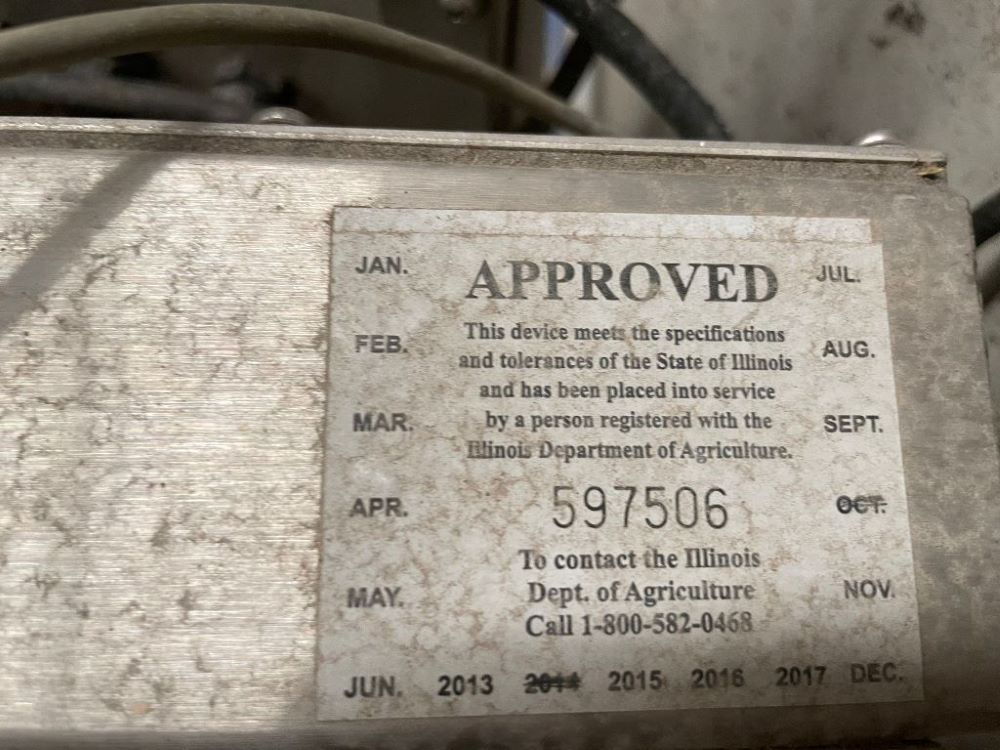 JAN.
APPROVED
JUL.
This device meets the specifications
FEB.
and tolerances of the State of Illinois
AUG.
and has been placed into service
MAR.
by a person registered with the
SEPT.
Illinois Department of Agriculture.
APR.
597506
OCT.
To contact the Illinois
MAY.
Dept. of Agriculture
NOV.
Call 1-800-582-0468
JUN. 2013 2014 2015 2016 2017 DEC.